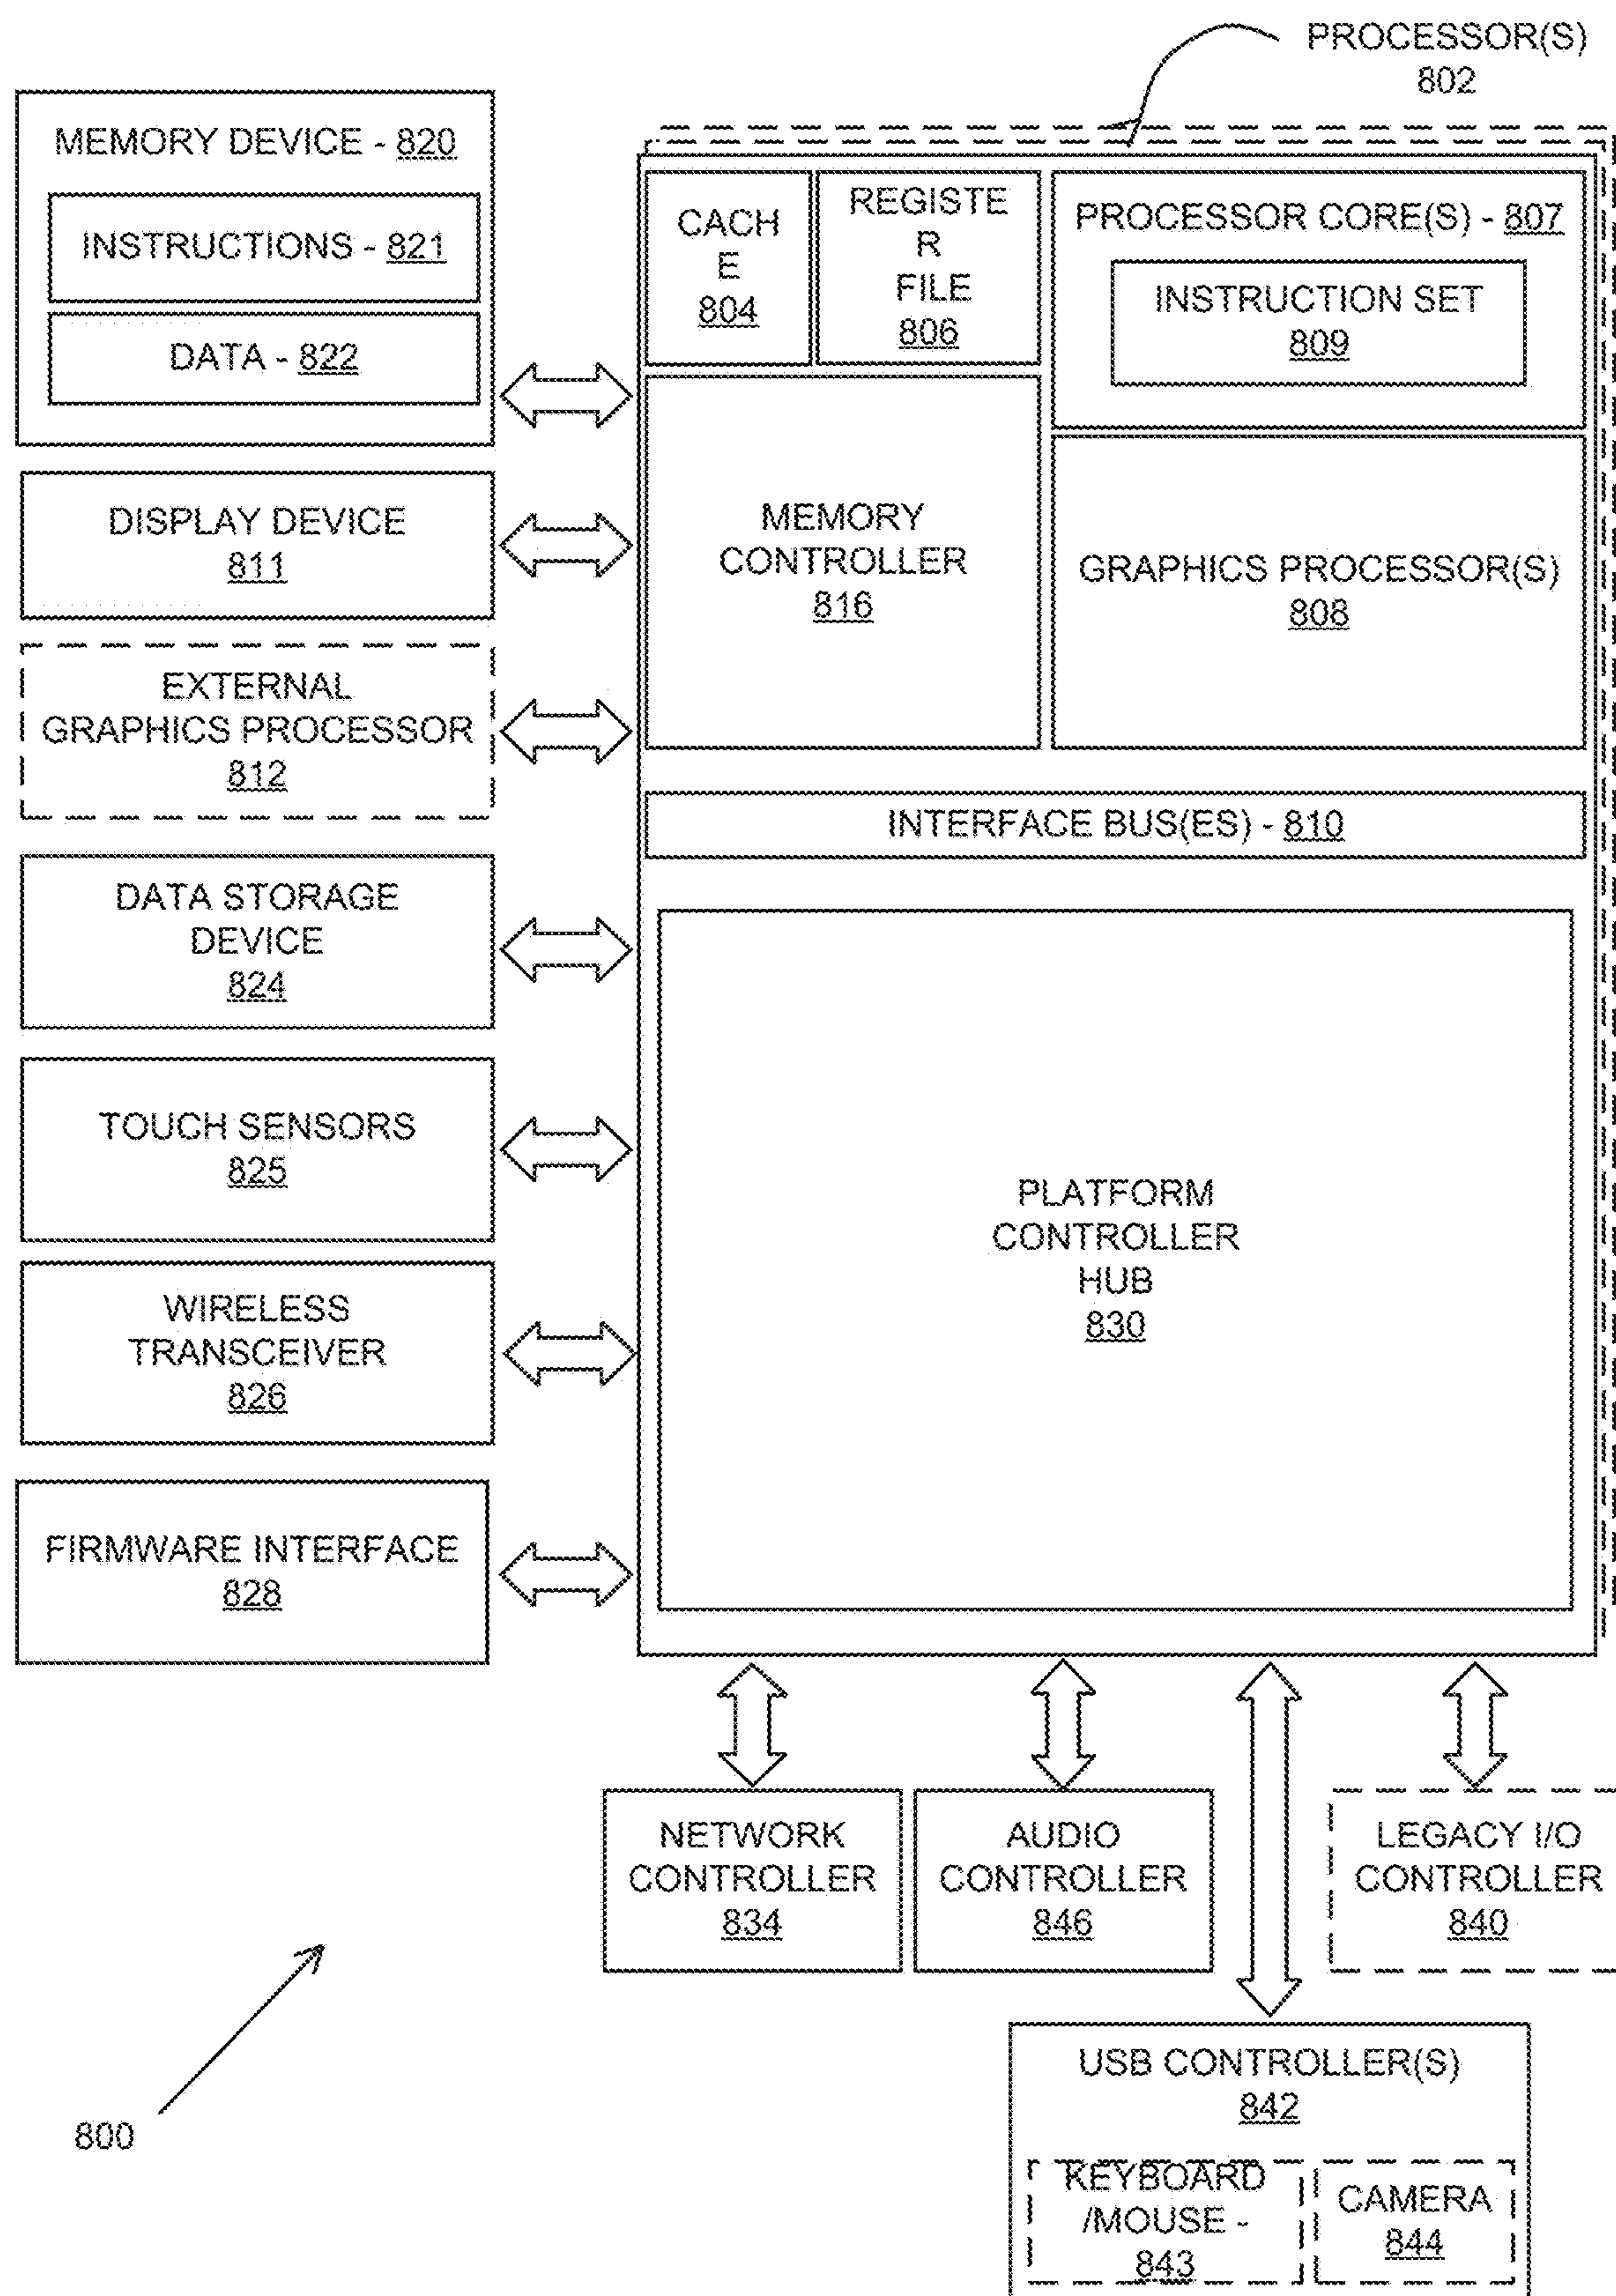 PROCESSOR(S)
802
MEMORY DEVICE - 820
INSTRUCTIONS - 821
DATA - 822
CACH
E
804
REGISTE
R
FILE
806
PROCESSOR CORE(S) - 807
INSTRUCTION SET
809
MEMORY
CONTROLLER
816
GRAPHICS PROCESSOR(S)
808
DISPLAY DEVICE
811
EXTERNAL
GRAPHICS PROCESSOR
812
INTERFACE BUS(ES) - 810
DATA STORAGE
DEVICE
824
TOUCH SENSORS
825
WIRELESS
TRANSCEIVER
826
FIRMWARE INTERFACE
828
PLATFORM
CONTROLLER
HUB
830
NETWORK
CONTROLLER
834
AUDIO
CONTROLLER
846
LEGACY I/O
CONTROLLER
840
USB CONTROLLER(S)
842
KEYBOARD
/MOUSE -
843
CAMERA
844
800